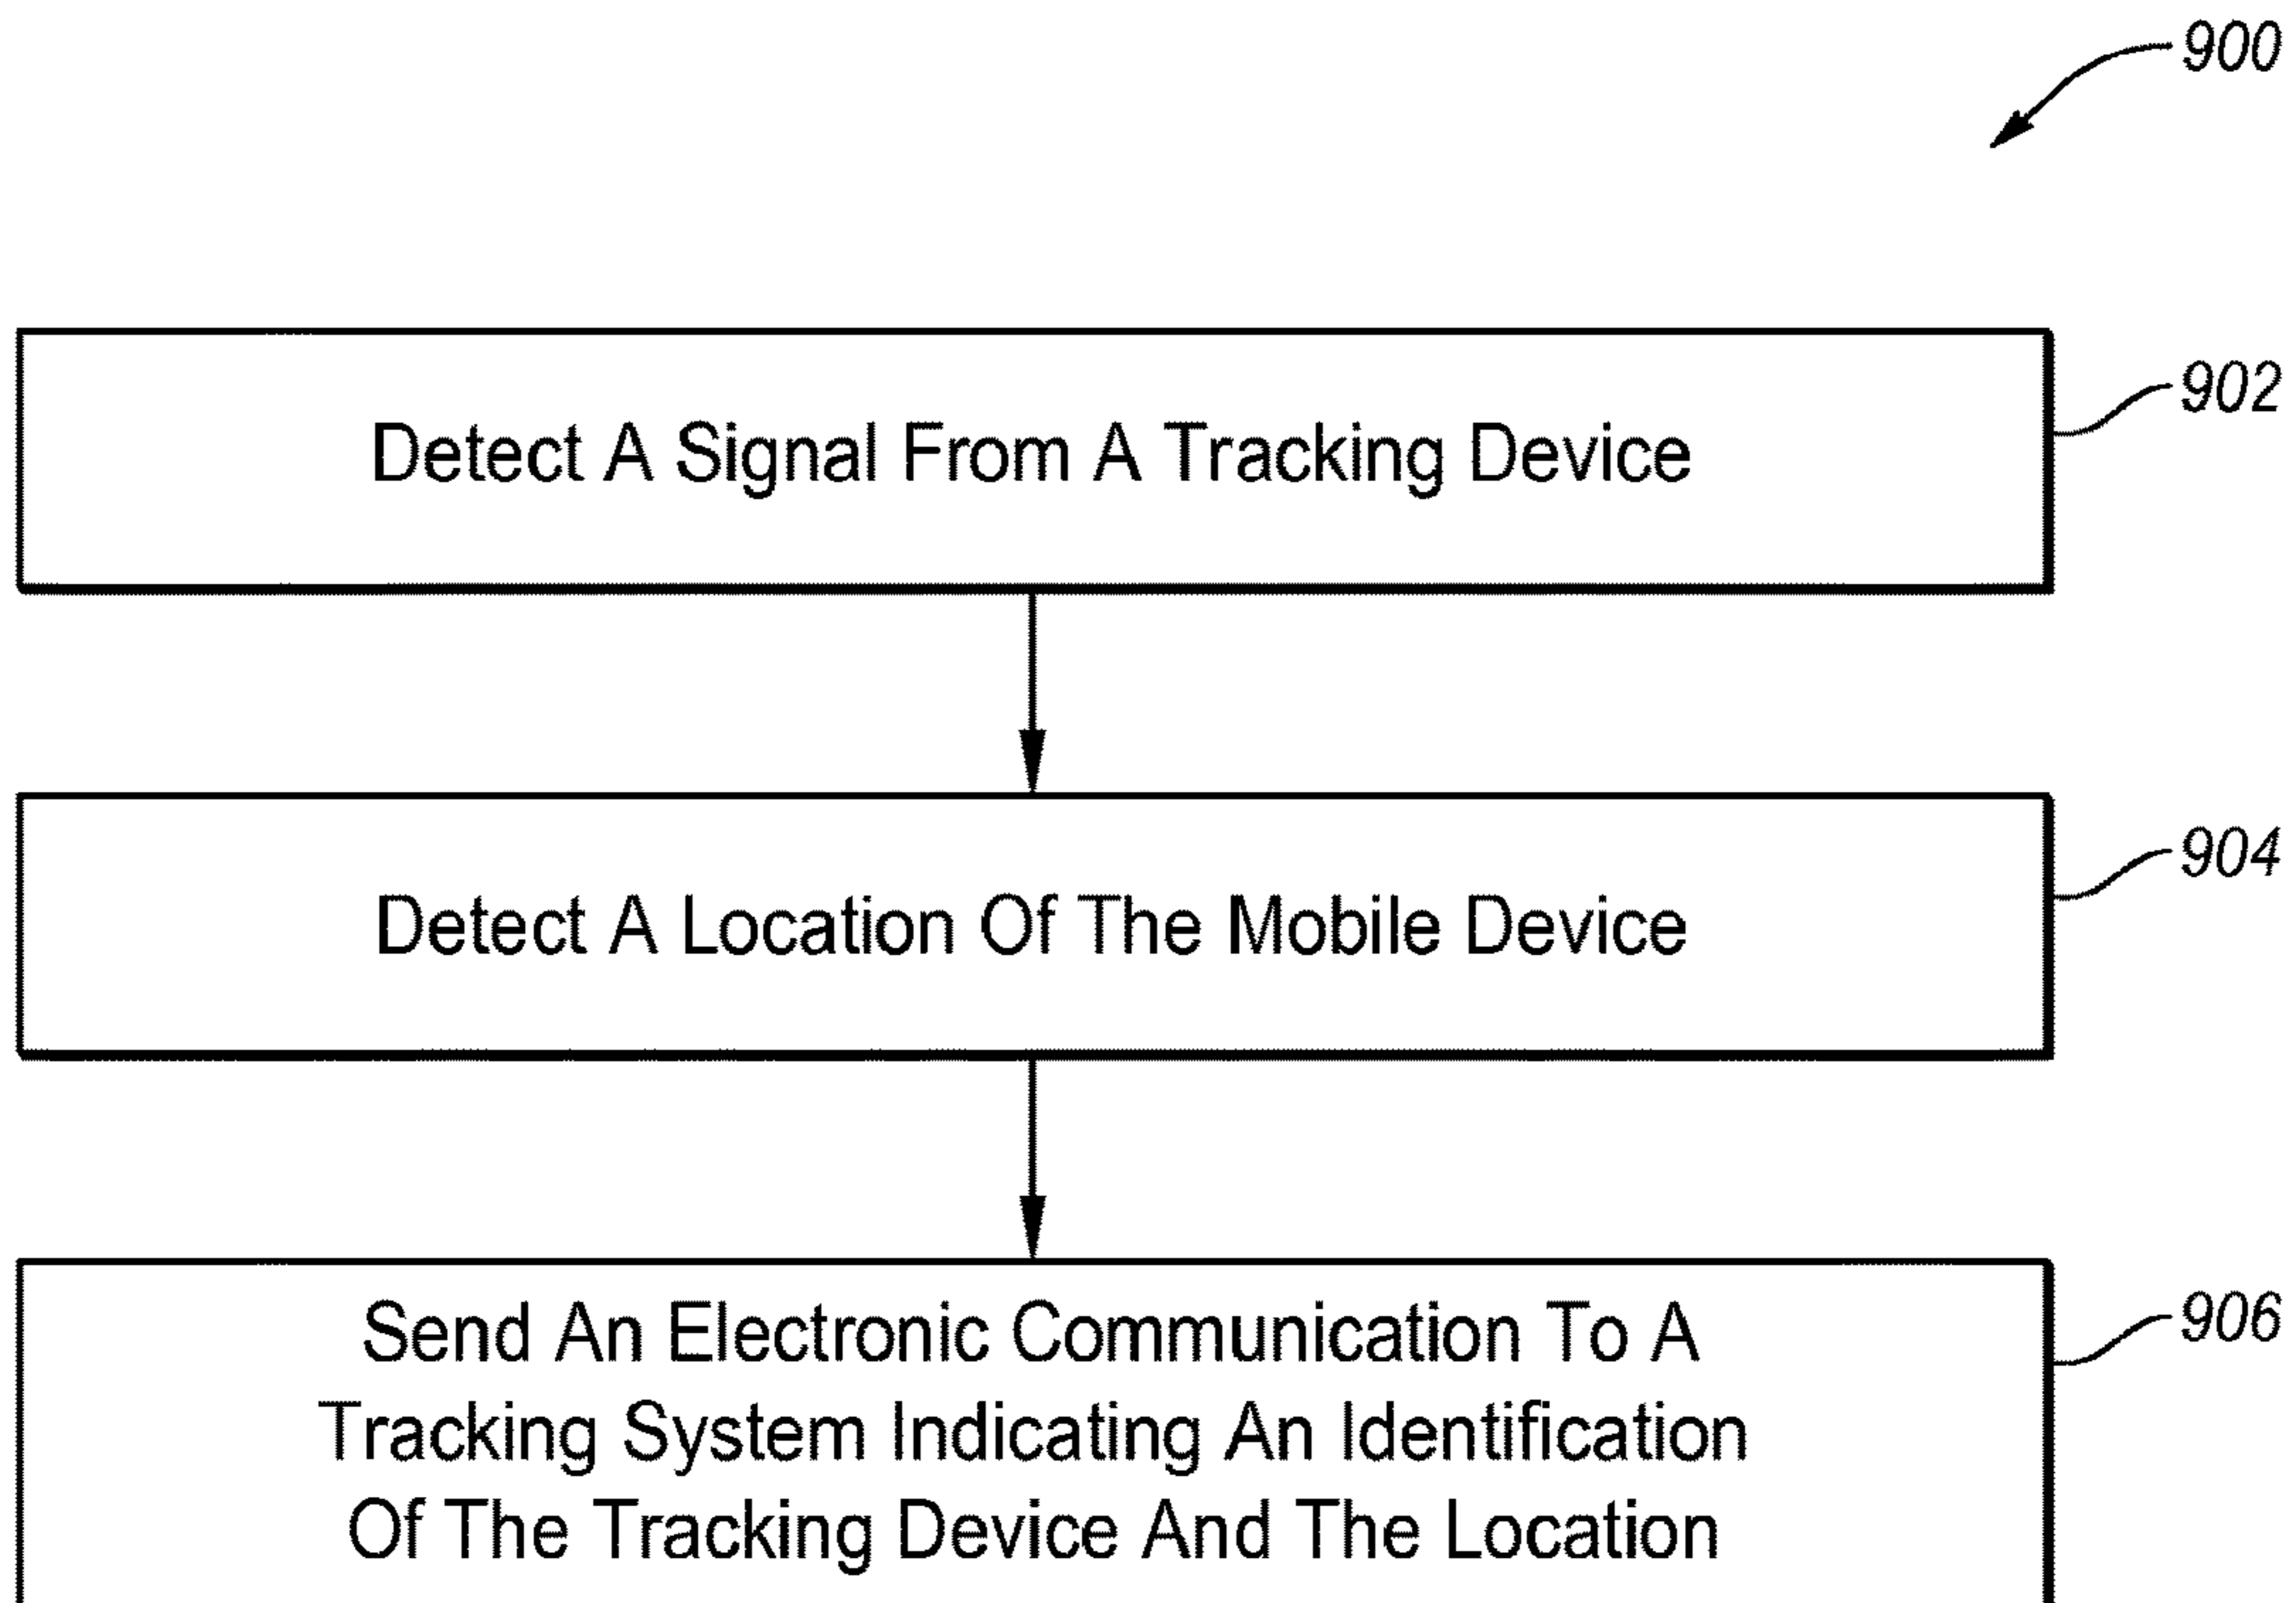 900
Detect A Signal From A Tracking Device
902
Detect A Location Of The Mobile Device
904
Send An Electronic Communication To A
906
Tracking System Indicating An Identification
Of The Tracking Device And The Location